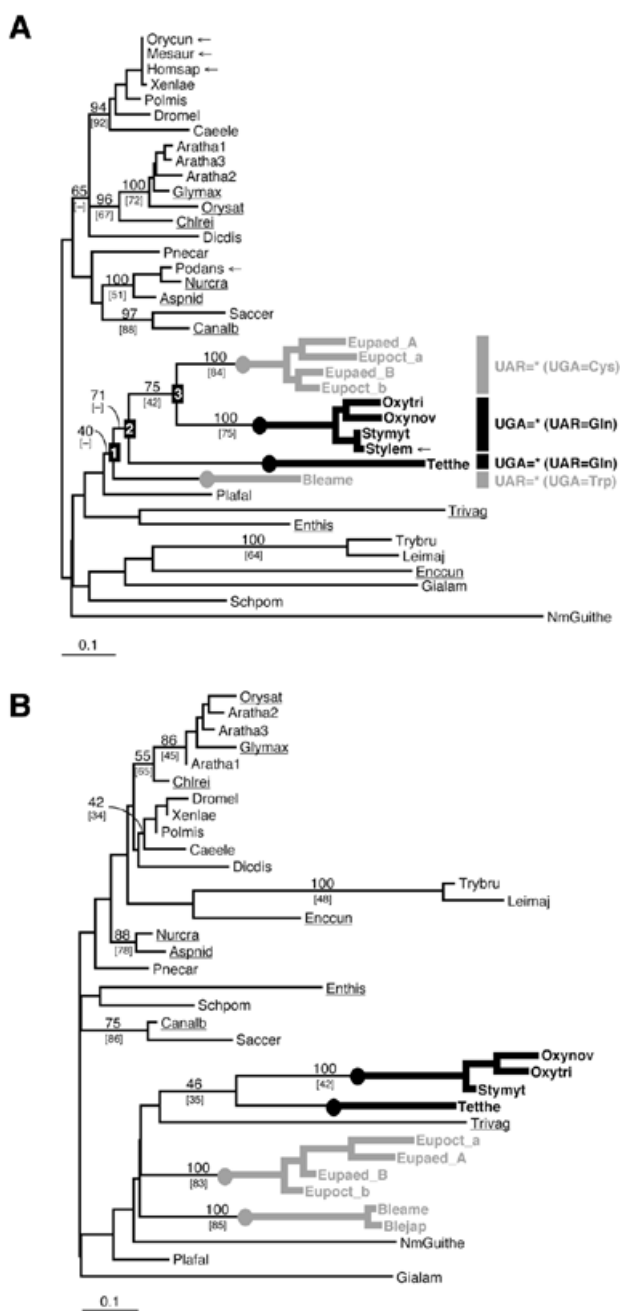 A
Orycun ←
Mesaur ←
Homsap ←
Xenlae
Polmis
94
[92]
Dromel
Caeele
Aratha1
Aratha3
Aratha2
65
[–]
96
[67]
100
[72]
Glymax
Orysat
Chlrei
Dicdis
Pnecar
Podans ←
100
[51]
Nurcra
Aspnid
97
[88]
Saccer
Canalb
100
[84]
Eupaed_A
Eupoct_a
Eupaed_B
Eupoct_b
UAR=* (UGA=Cys)
75
[42]
3
71
[–]
2
40
[–]
1
100
[75]
Oxytri
Oxynov
Stymyt
Stylem ←
UGA=* (UAR=Gln)
Tetthe
UGA=* (UAR=Gln)
Bleame
UAR=* (UGA=Trp)
Plafal
Trivag
Enthis
100
[64]
Trybru
Leimaj
Enccun
Gialam
Schpom
NmGuithe
0.1
B
Orysat
Aratha2
Aratha3
86
[45]
Glymax
55
[65]
Aratha1
Chlrei
42
[34]
Dromel
Xenlae
Polmis
Caeele
Dicdis
100
[48]
Trybru
Leimaj
Enccun
88
[78]
Nurcra
Aspnid
Pnecar
Enthis
Schpom
75
[86]
Canalb
Saccer
100
[42]
Oxynov
Oxytri
Stymyt
46
[35]
Tetthe
Trivag
100
[83]
Eupoct_a
Eupaed_A
Eupaed_B
Eupoct_b
100
[85]
Bleame
Blejap
NmGuithe
Plafal
Gialam
0.1